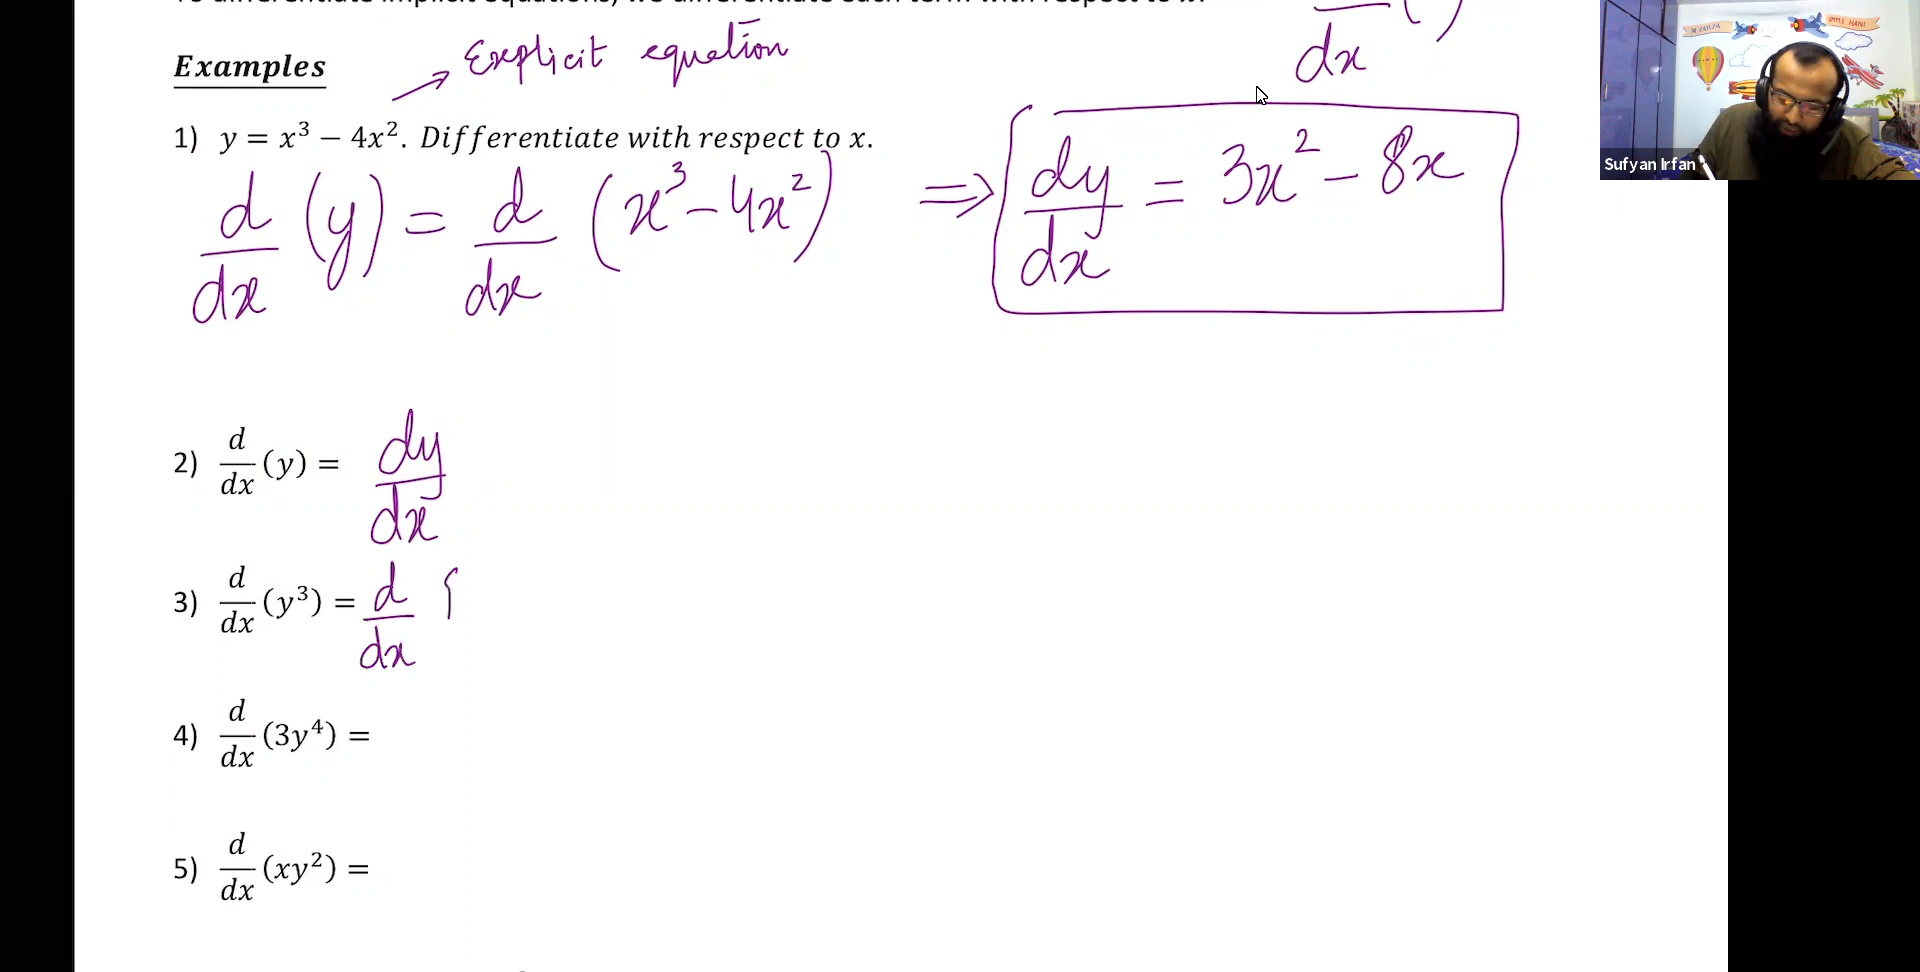 dx ( )
Explicit equation
Examples
1) y = x³ − 4x². Differentiate with respect to x.
d/dx (y) = d/dx (x³ − 4x²) ⇒ dy/dx = 3x² − 8x
2) d/dx (y) = dy/dx
3) d/dx (y³) = d/dx (
4) d/dx (3y⁴) =
5) d/dx (xy²) =
Sufyan Irfan